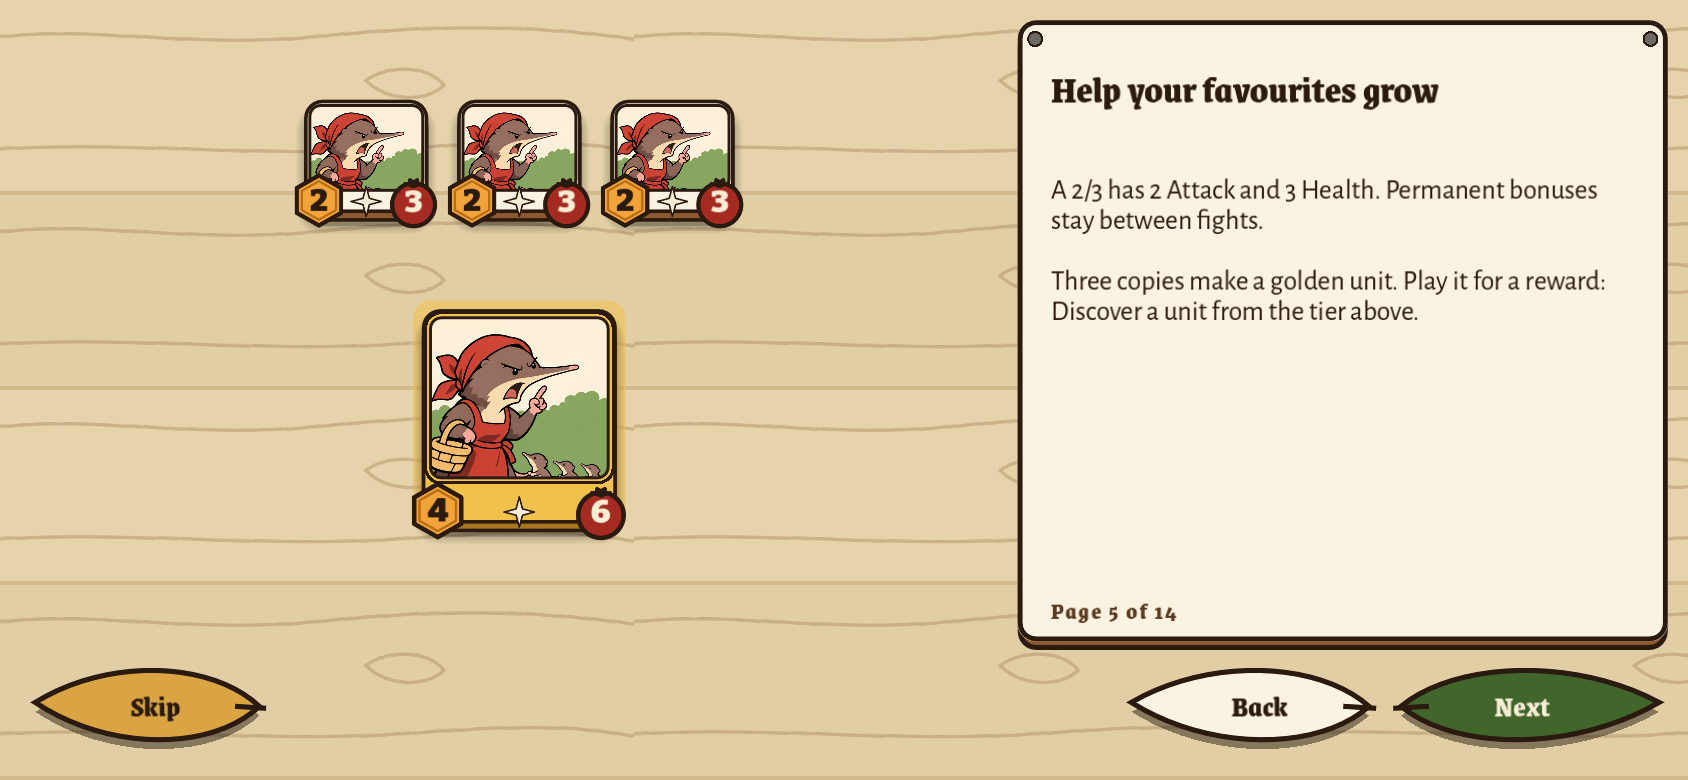 2 3 2 3 2 3
4 6
Help your favourites grow
A 2/3 has 2 Attack and 3 Health. Permanent bonuses
stay between fights.
Three copies make a golden unit. Play it for a reward:
Discover a unit from the tier above.
Page 5 of 14
Skip
Back
Next